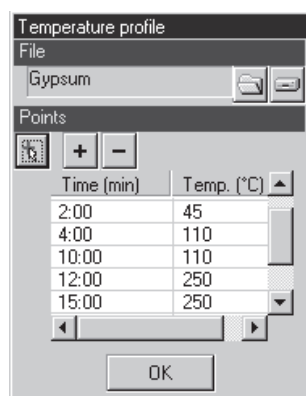 Temperature profile
File
Gypsum
Points
+ −
Time (min) Temp. (°C)
2:00 45
4:00 110
10:00 110
12:00 250
15:00 250
OK